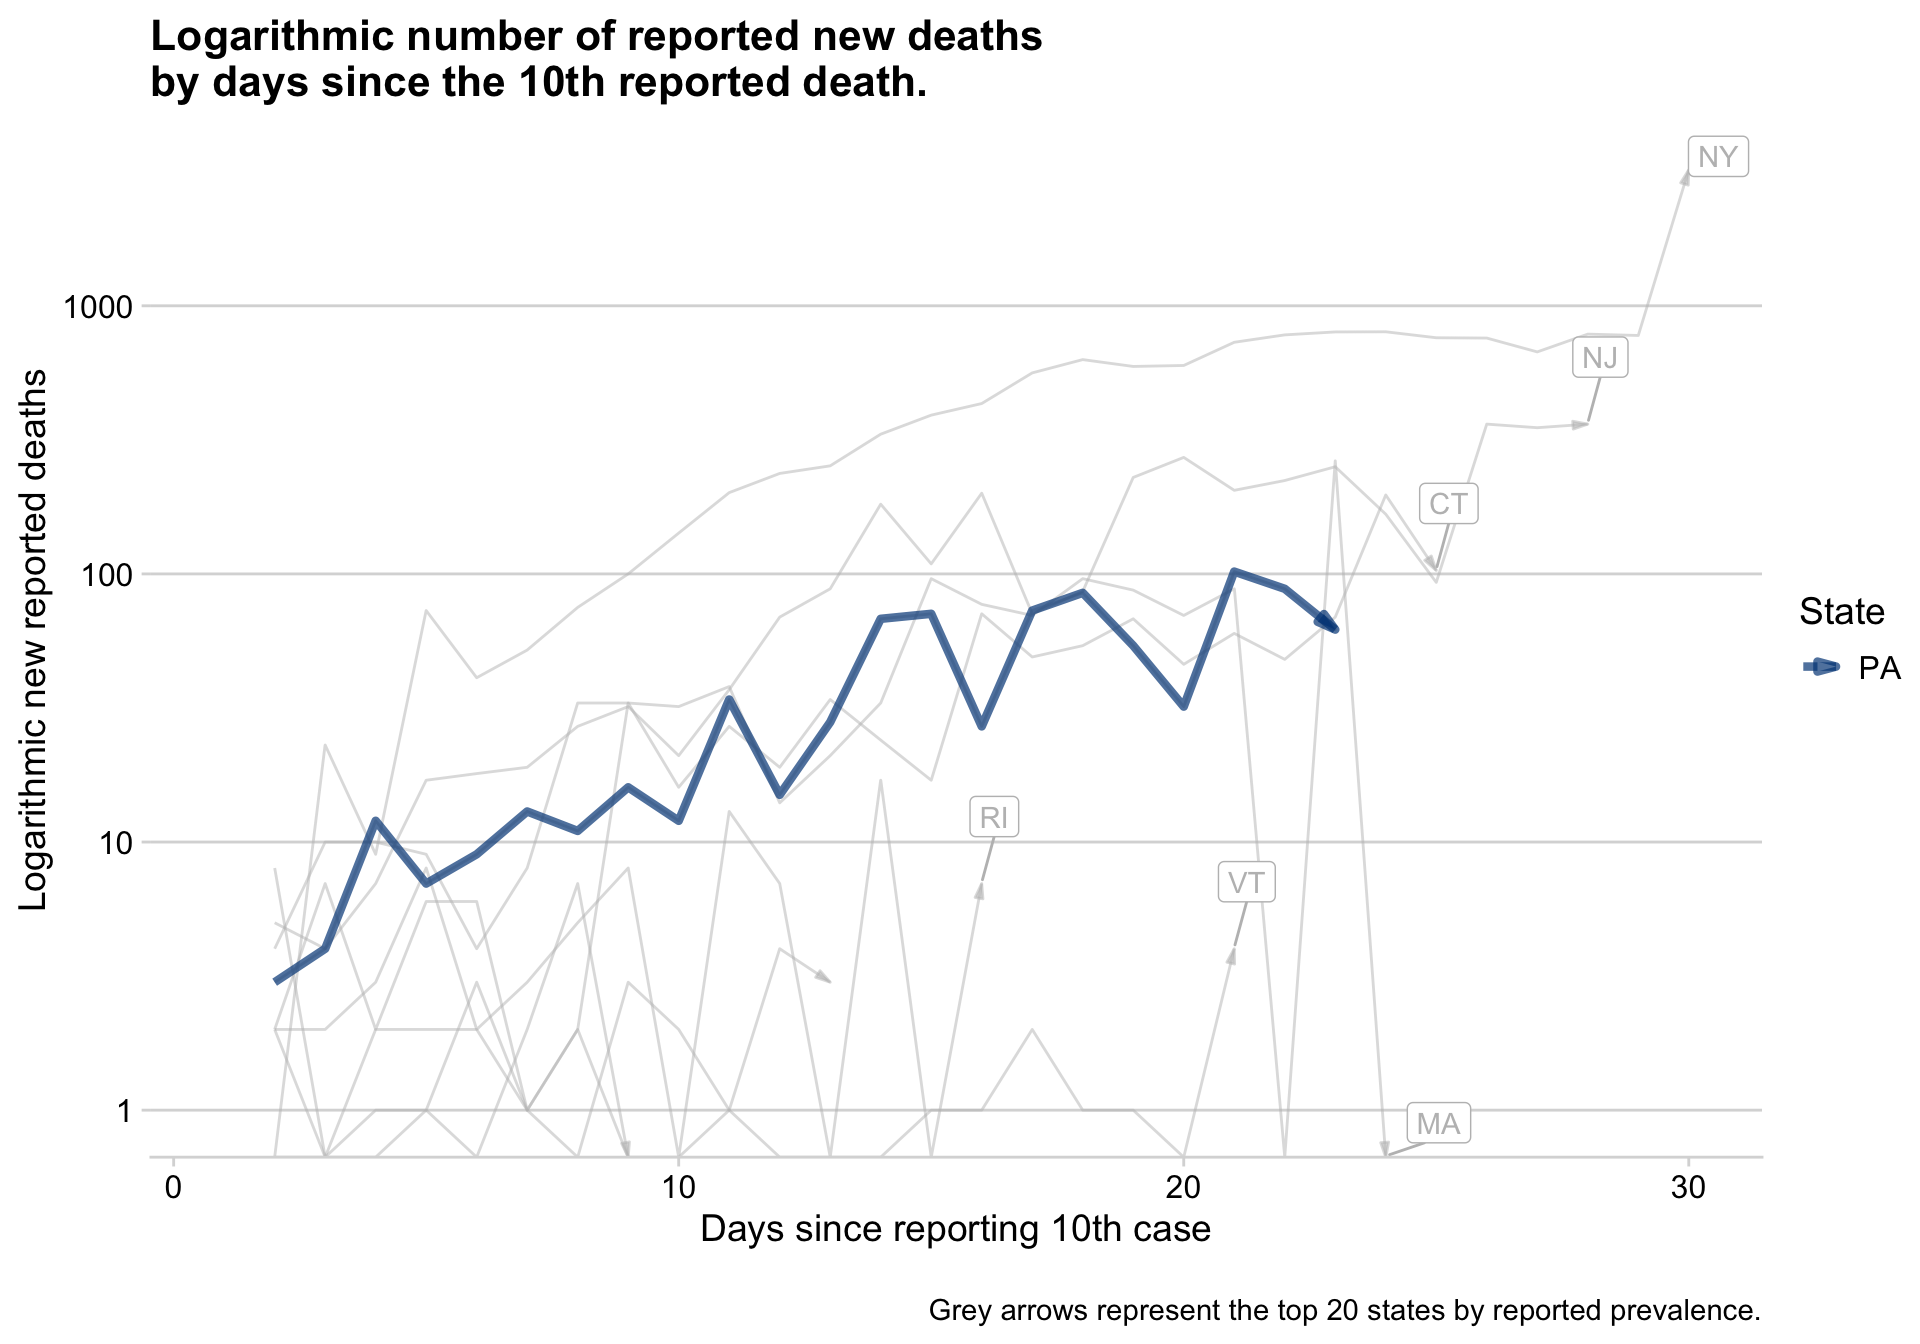 Logarithmic number of reported new deaths
by days since the 10th reported death.
NY
1000
NJ
CT
100
State
PA
RI
10
VT
MA
1
0 10 20 30
Logarithmic new reported deaths
Days since reporting 10th case
Grey arrows represent the top 20 states by reported prevalence.